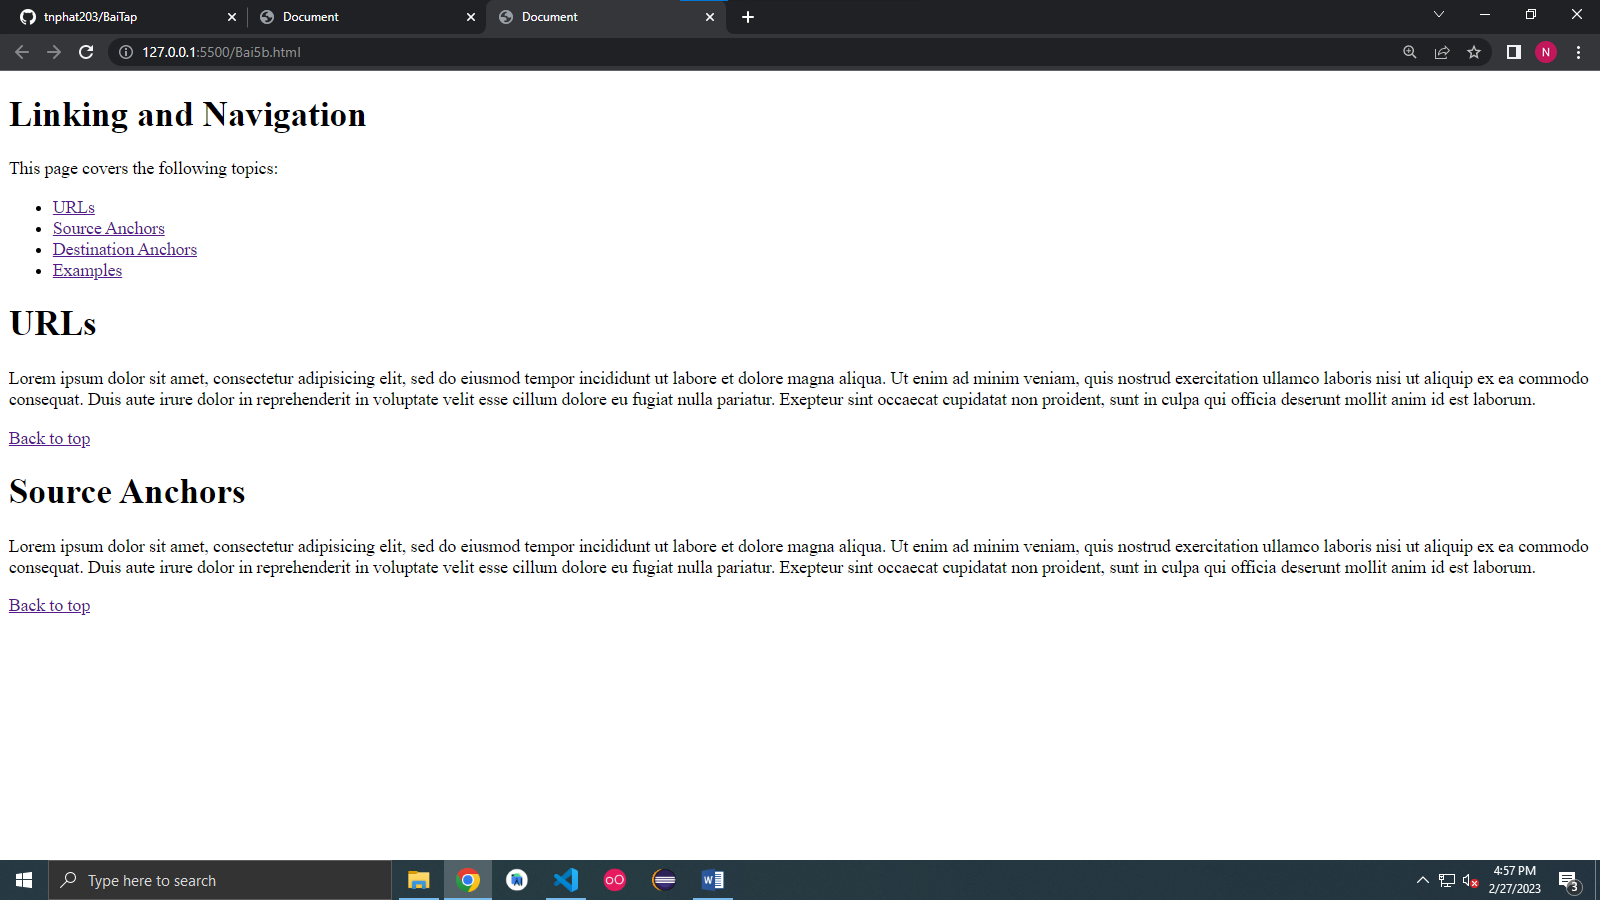 tnphat203/BaiTap
Document
Document
127.0.0.1:5500/Bai5b.html
N
Linking and Navigation
This page covers the following topics:
URLs
Source Anchors
Destination Anchors
Examples
URLs
Lorem ipsum dolor sit amet, consectetur adipisicing elit, sed do eiusmod tempor incididunt ut labore et dolore magna aliqua. Ut enim ad minim veniam, quis nostrud exercitation ullamco laboris nisi ut aliquip ex ea commodo
consequat. Duis aute irure dolor in reprehenderit in voluptate velit esse cillum dolore eu fugiat nulla pariatur. Exepteur sint occaecat cupidatat non proident, sunt in culpa qui officia deserunt mollit anim id est laborum.
Back to top
Source Anchors
Lorem ipsum dolor sit amet, consectetur adipisicing elit, sed do eiusmod tempor incididunt ut labore et dolore magna aliqua. Ut enim ad minim veniam, quis nostrud exercitation ullamco laboris nisi ut aliquip ex ea commodo
consequat. Duis aute irure dolor in reprehenderit in voluptate velit esse cillum dolore eu fugiat nulla pariatur. Exepteur sint occaecat cupidatat non proident, sunt in culpa qui officia deserunt mollit anim id est laborum.
Back to top
Type here to search
4:57 PM
2/27/2023
3